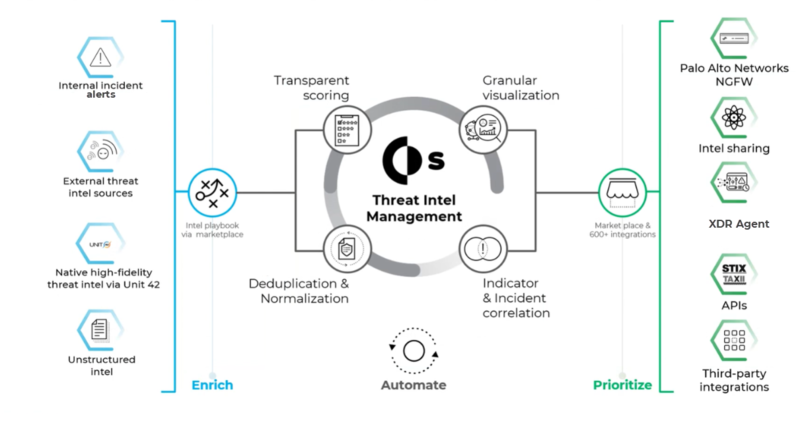 Internal incident
alerts
External threat
intel sources
UNIT 42
Native high-fidelity
threat intel via Unit 42
Unstructured
intel
Intel playbook
via marketplace
Enrich
Transparent
scoring
Granular
visualization
S
Threat Intel
Management
Deduplication &
Normalization
Indicator
& Incident
correlation
Automate
Market place &
600+ integrations
Prioritize
Palo Alto Networks
NGFW
Intel sharing
XDR Agent
STIX
TAXII
APIs
Third-party
integrations